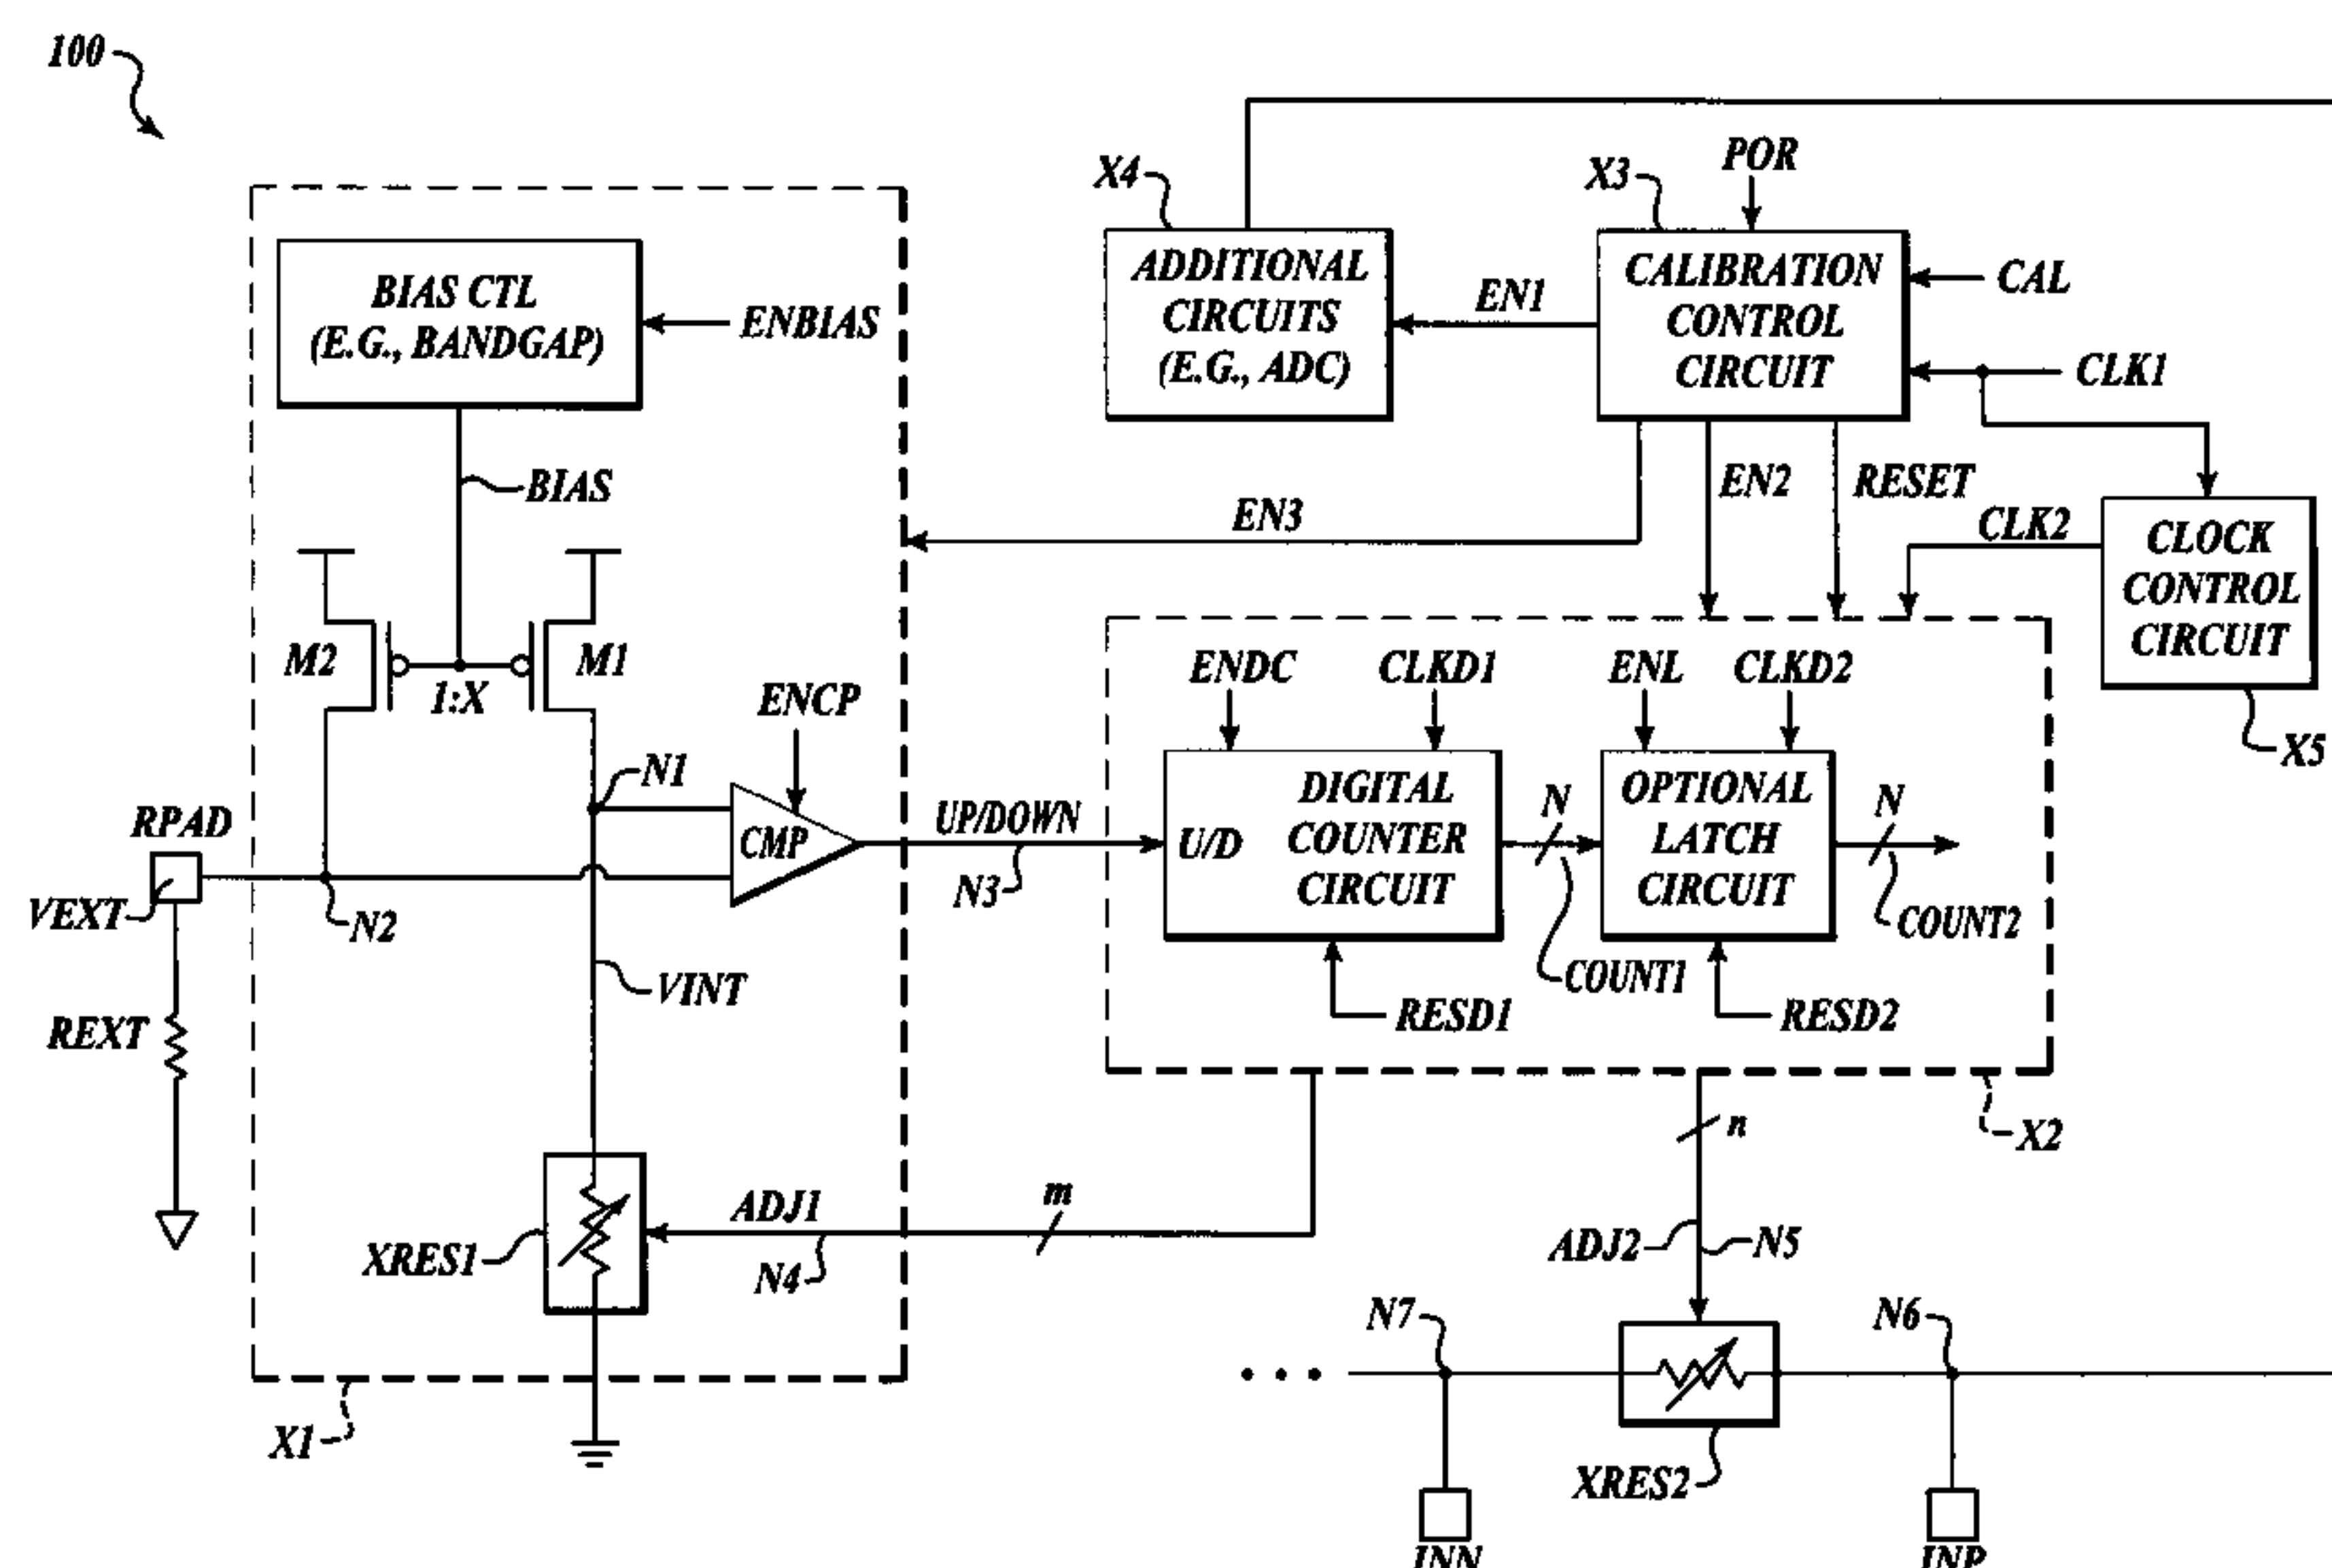 100
X4
X3
POR
BIAS CTL
(E.G., BANDGAP)
ENBIAS
ADDITIONAL
CIRCUITS
(E.G., ADC)
EN1
CALIBRATION
CONTROL
CIRCUIT
CAL
CLK1
BIAS
EN3
EN2
RESET
CLK2
CLOCK
CONTROL
CIRCUIT
X5
M2
1:X
M1
ENCP
ENDC
CLKD1
ENL
CLKD2
N1
RPAD
VEXT
N2
CMP
UP/DOWN
N3
U/D
DIGITAL
COUNTER
CIRCUIT
N
COUNT1
OPTIONAL
LATCH
CIRCUIT
N
COUNT2
VINT
REXT
RESD1
RESD2
X2
n
XRES1
ADJ1
N4
m
ADJ2
N5
N7
N6
X1
XRES2
INN
INP